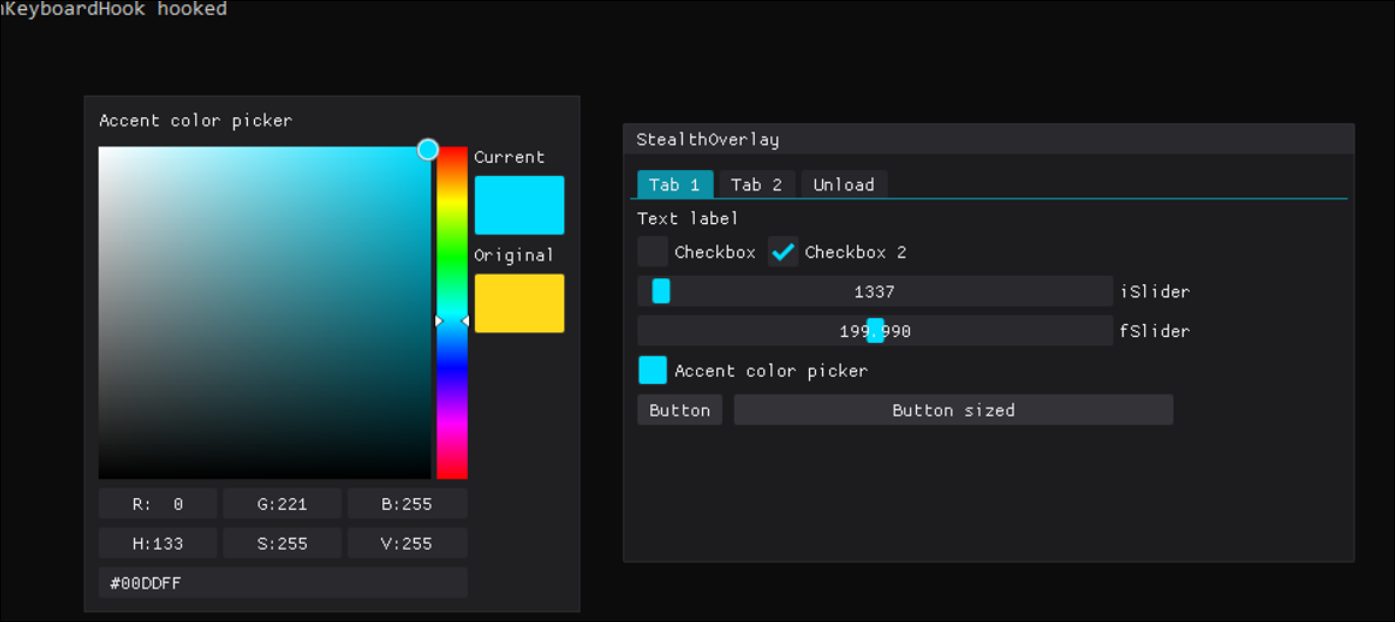 nKeyboardHook hooked
Accent color picker
Current
Original
R: 0 G:221 B:255
H:133 S:255 V:255
#00DDFF
StealthOverlay
Tab 1 Tab 2 Unload
Text label
Checkbox Checkbox 2
1337 iSlider
199.990 fSlider
Accent color picker
Button Button sized